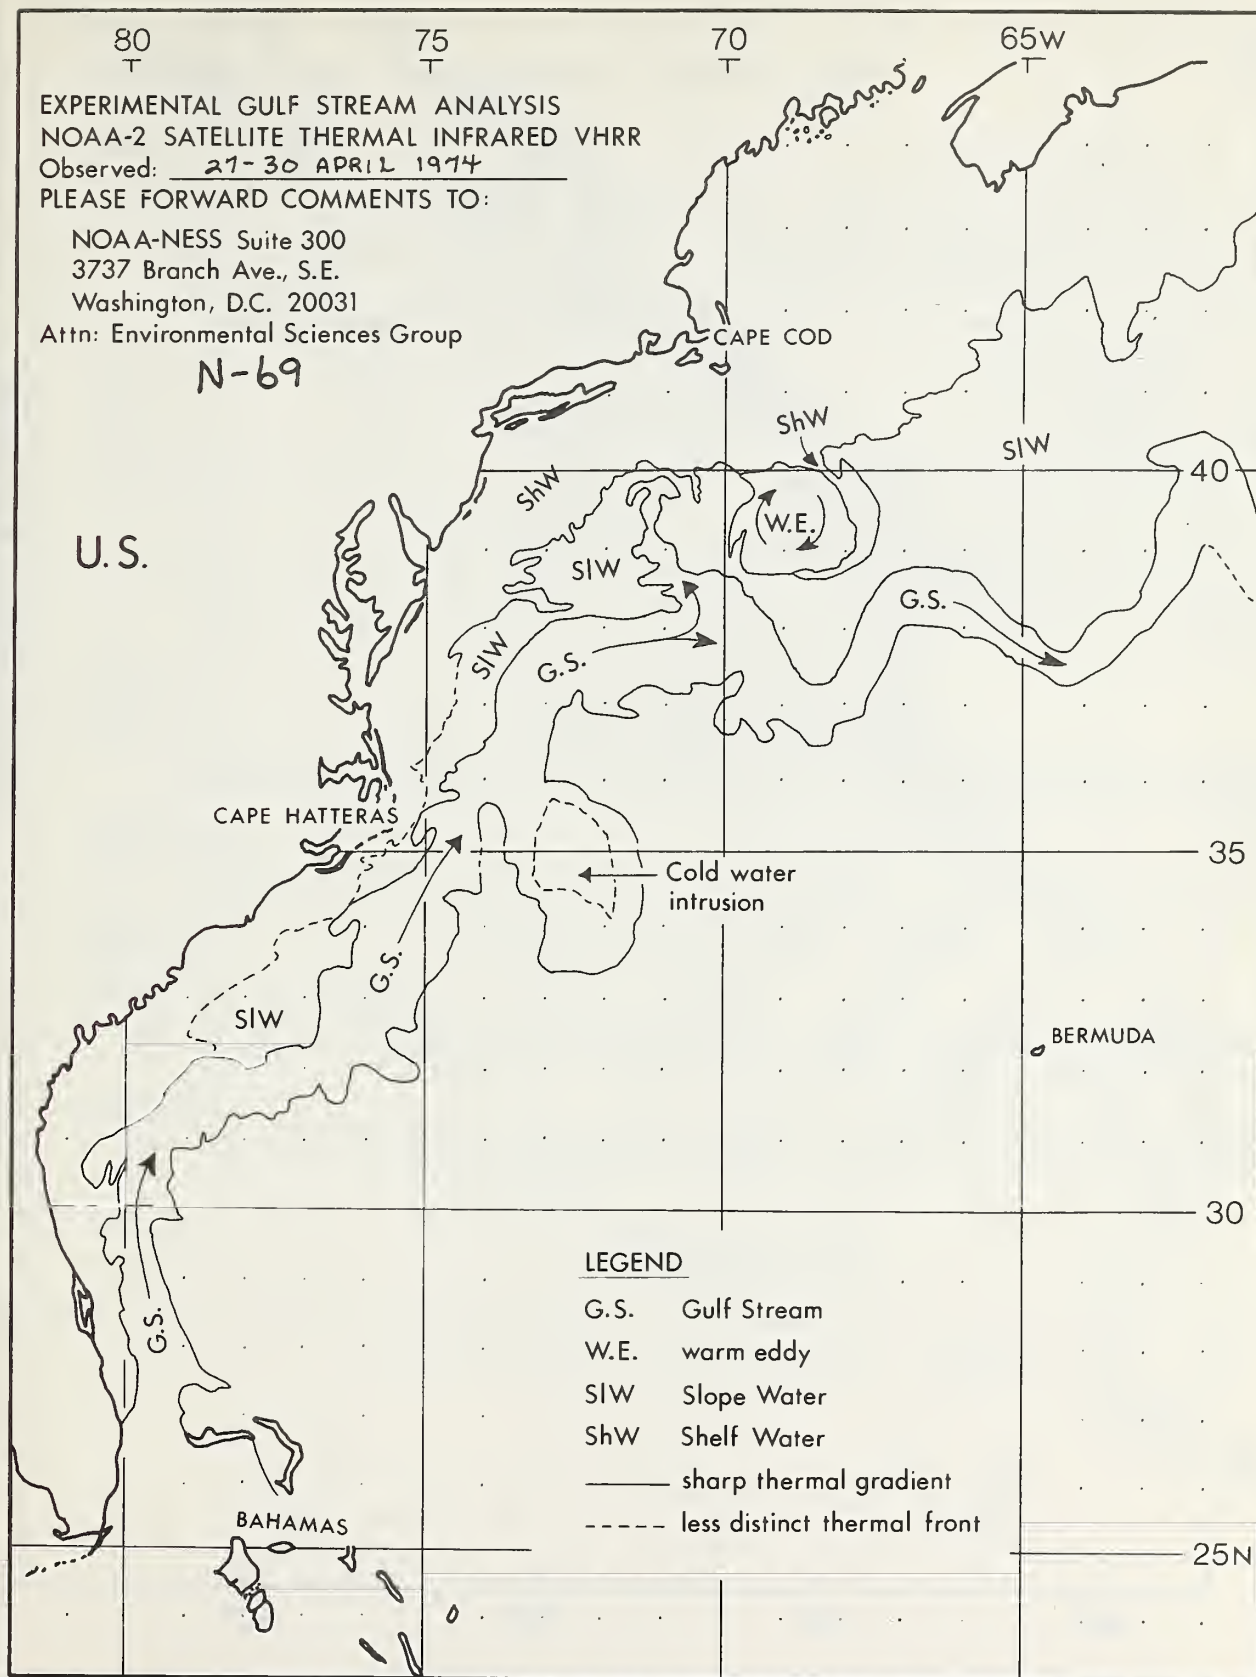 80 75 70 65W
EXPERIMENTAL GULF STREAM ANALYSIS
NOAA-2 SATELLITE THERMAL INFRARED VHRR
Observed: 27-30 APRIL 1974
PLEASE FORWARD COMMENTS TO:
NOAA-NESS Suite 300
3737 Branch Ave., S.E.
Washington, D.C. 20031
Attn: Environmental Sciences Group
N-69
CAPE COD
ShW
SlW
40
ShW
W.E.
U.S.
SlW
G.S.
SlW
G.S.
CAPE HATTERAS
35
Cold water
intrusion
G.S.
SlW
BERMUDA
30
G.S.
LEGEND
G.S. Gulf Stream
W.E. warm eddy
SlW Slope Water
ShW Shelf Water
sharp thermal gradient
less distinct thermal front
BAHAMAS
25N